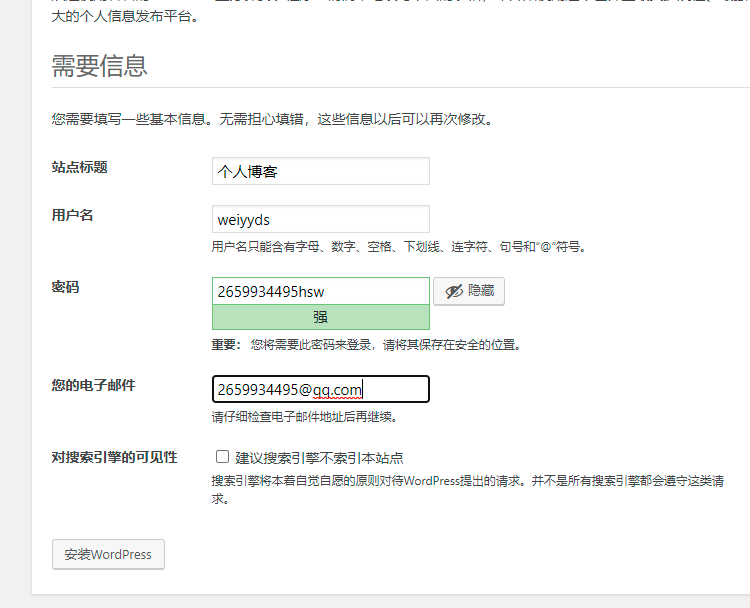 大的个人信息发布平台。
需要信息
您需要填写一些基本信息。无需担心填错，这些信息以后可以再次修改。
站点标题
个人博客
用户名
weiyyds
用户名只能含有字母、数字、空格、下划线、连字符、句号和“@”符号。
密码
2659934495hsw
隐藏
强
重要： 您将需要此密码来登录，请将其保存在安全的位置。
您的电子邮件
2659934495@qq.com
请仔细检查电子邮件地址后再继续。
对搜索引擎的可见性
建议搜索引擎不索引本站点
搜索引擎将本着自觉自愿的原则对待WordPress提出的请求。并不是所有搜索引擎都会遵守这类请
求。
安装WordPress